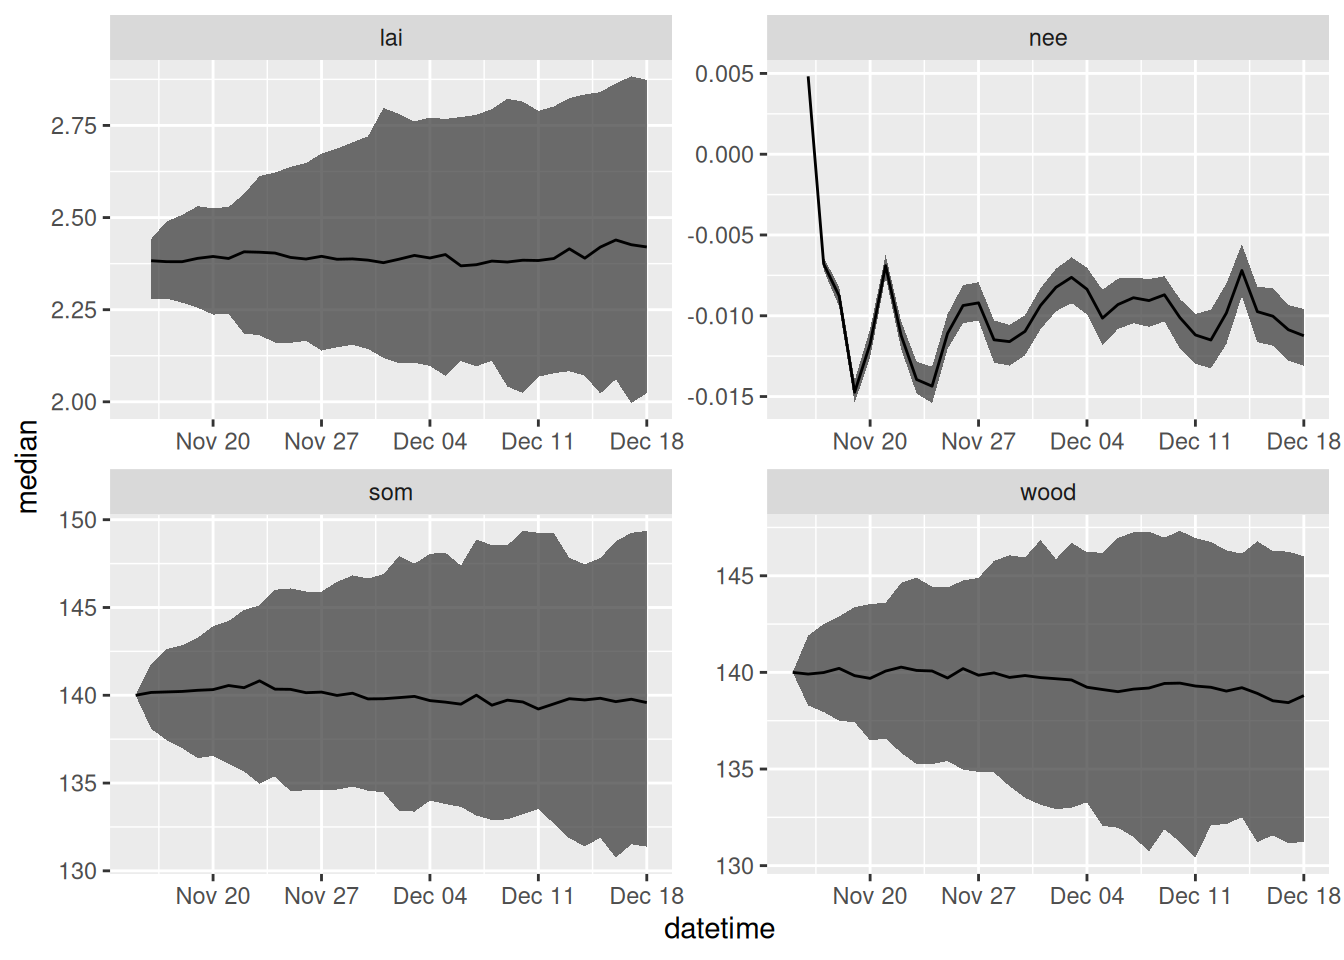 lai
nee
2.75
2.50
2.25
2.00
0.005
0.000
-0.005
-0.010
-0.015
Nov 20 Nov 27 Dec 04 Dec 11 Dec 18
Nov 20 Nov 27 Dec 04 Dec 11 Dec 18
median
som
wood
150
145
140
135
130
145
140
135
130
Nov 20 Nov 27 Dec 04 Dec 11 Dec 18
Nov 20 Nov 27 Dec 04 Dec 11 Dec 18
datetime